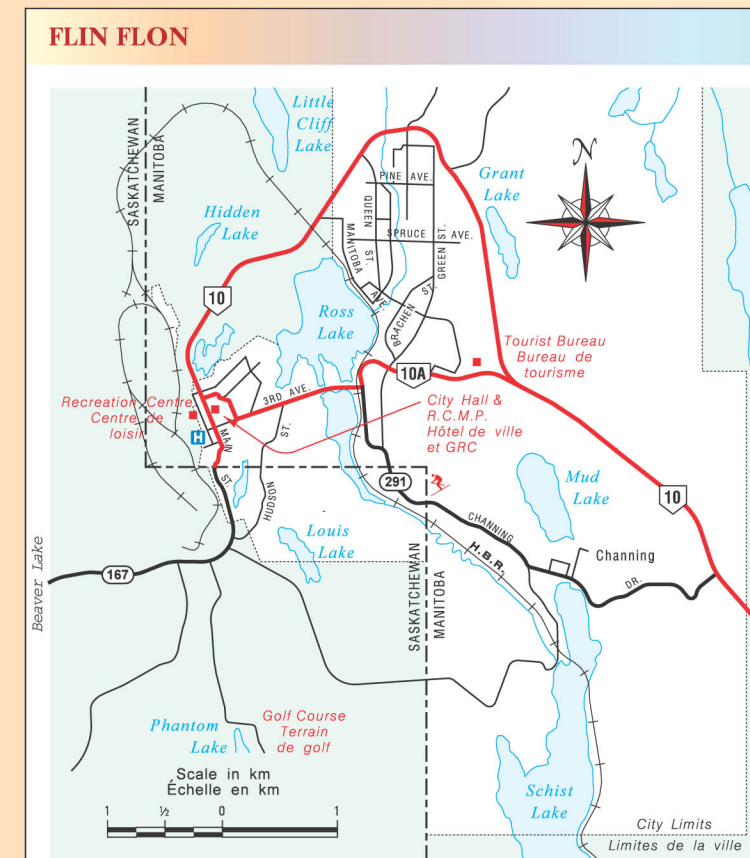 FLIN FLON
Little
Cliff
Lake
SASKATCHEWAN
MANITOBA
Hidden
Lake
Grant
Lake
N
PINE AVE.
QUEEN
ST.
SPRUCE AVE.
MANITOBA
AVE.
GREEN ST.
BRACHEN
ST.
10
Ross
Lake
10A
Tourist Bureau
Bureau de
tourisme
3RD AVE.
Recreation Centre
Centre de
loisir
H
MAIN
ST.
City Hall &
R.C.M.P.
Hôtel de ville
et GRC
HUDSON
ST.
291
Mud
Lake
10
CHANNING
DR.
Channing
H.B.R.
Louis
Lake
SASKATCHEWAN
MANITOBA
167
Beaver Lake
Phantom
Lake
Golf Course
Terrain
de golf
Scale in km
Échelle en km
1 ½ 0 1
Schist
Lake
City Limits
Limites de la ville